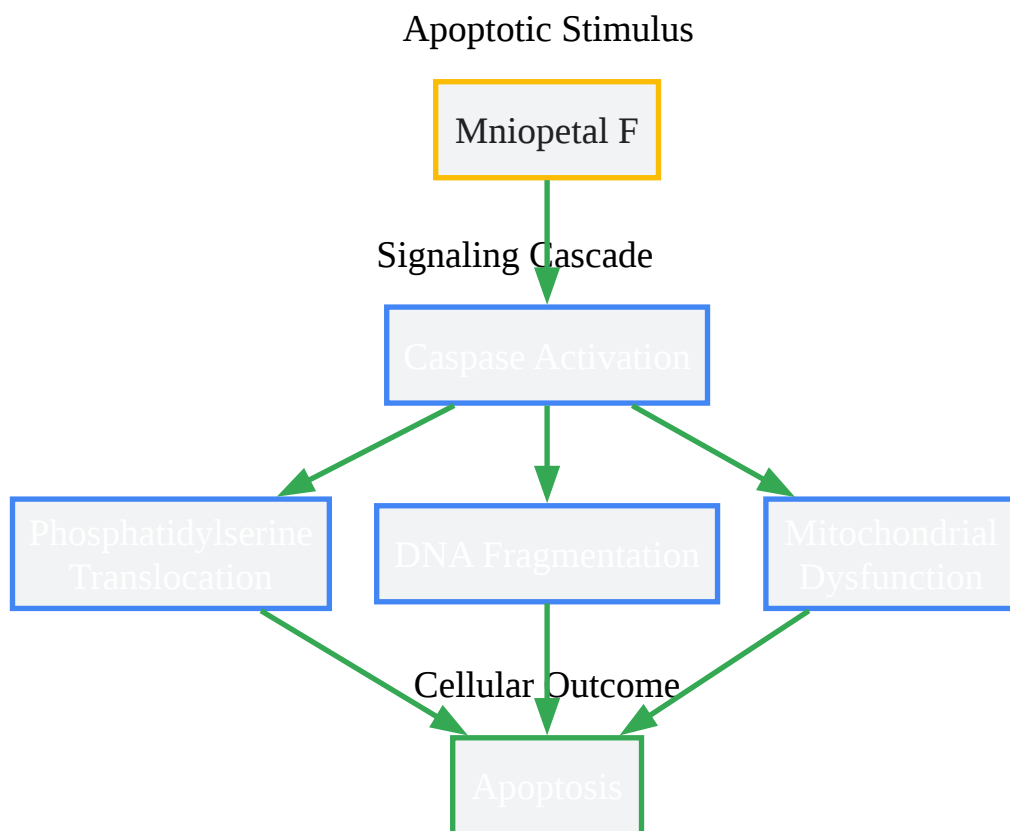 Apoptotic Stimulus
Mniopetal F
Signaling Cascade
Caspase Activation
Phosphatidylserine
Translocation
DNA Fragmentation
Mitochondrial
Dysfunction
Cellular Outcome
Apoptosis